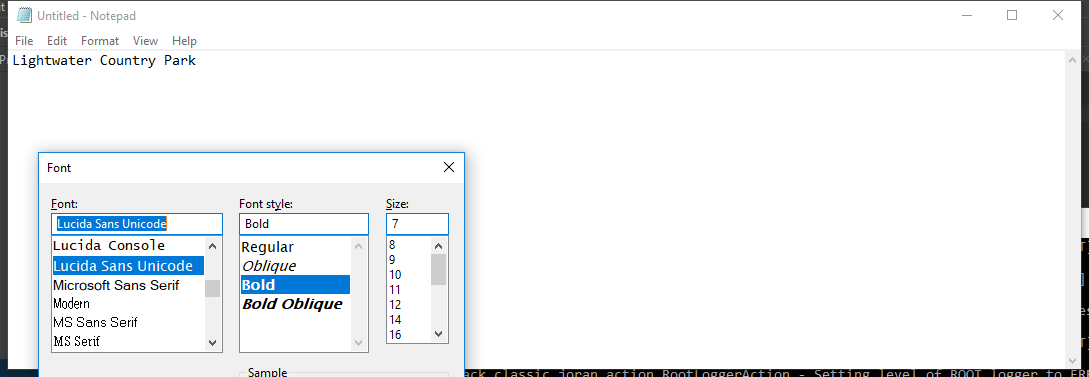 Untitled - Notepad
File Edit Format View Help
Lightwater Country Park
Font
Font: Font style: Size:
Lucida Sans Unicode Bold 7
Lucida Console
Lucida Sans Unicode
Microsoft Sans Serif
Modern
MS Sans Serif
MS Serif
Regular
Oblique
Bold
Bold Oblique
8
9
10
11
12
14
16
Sample
ack classic joran action RootLoggerAction - Setting level of ROOT logger to